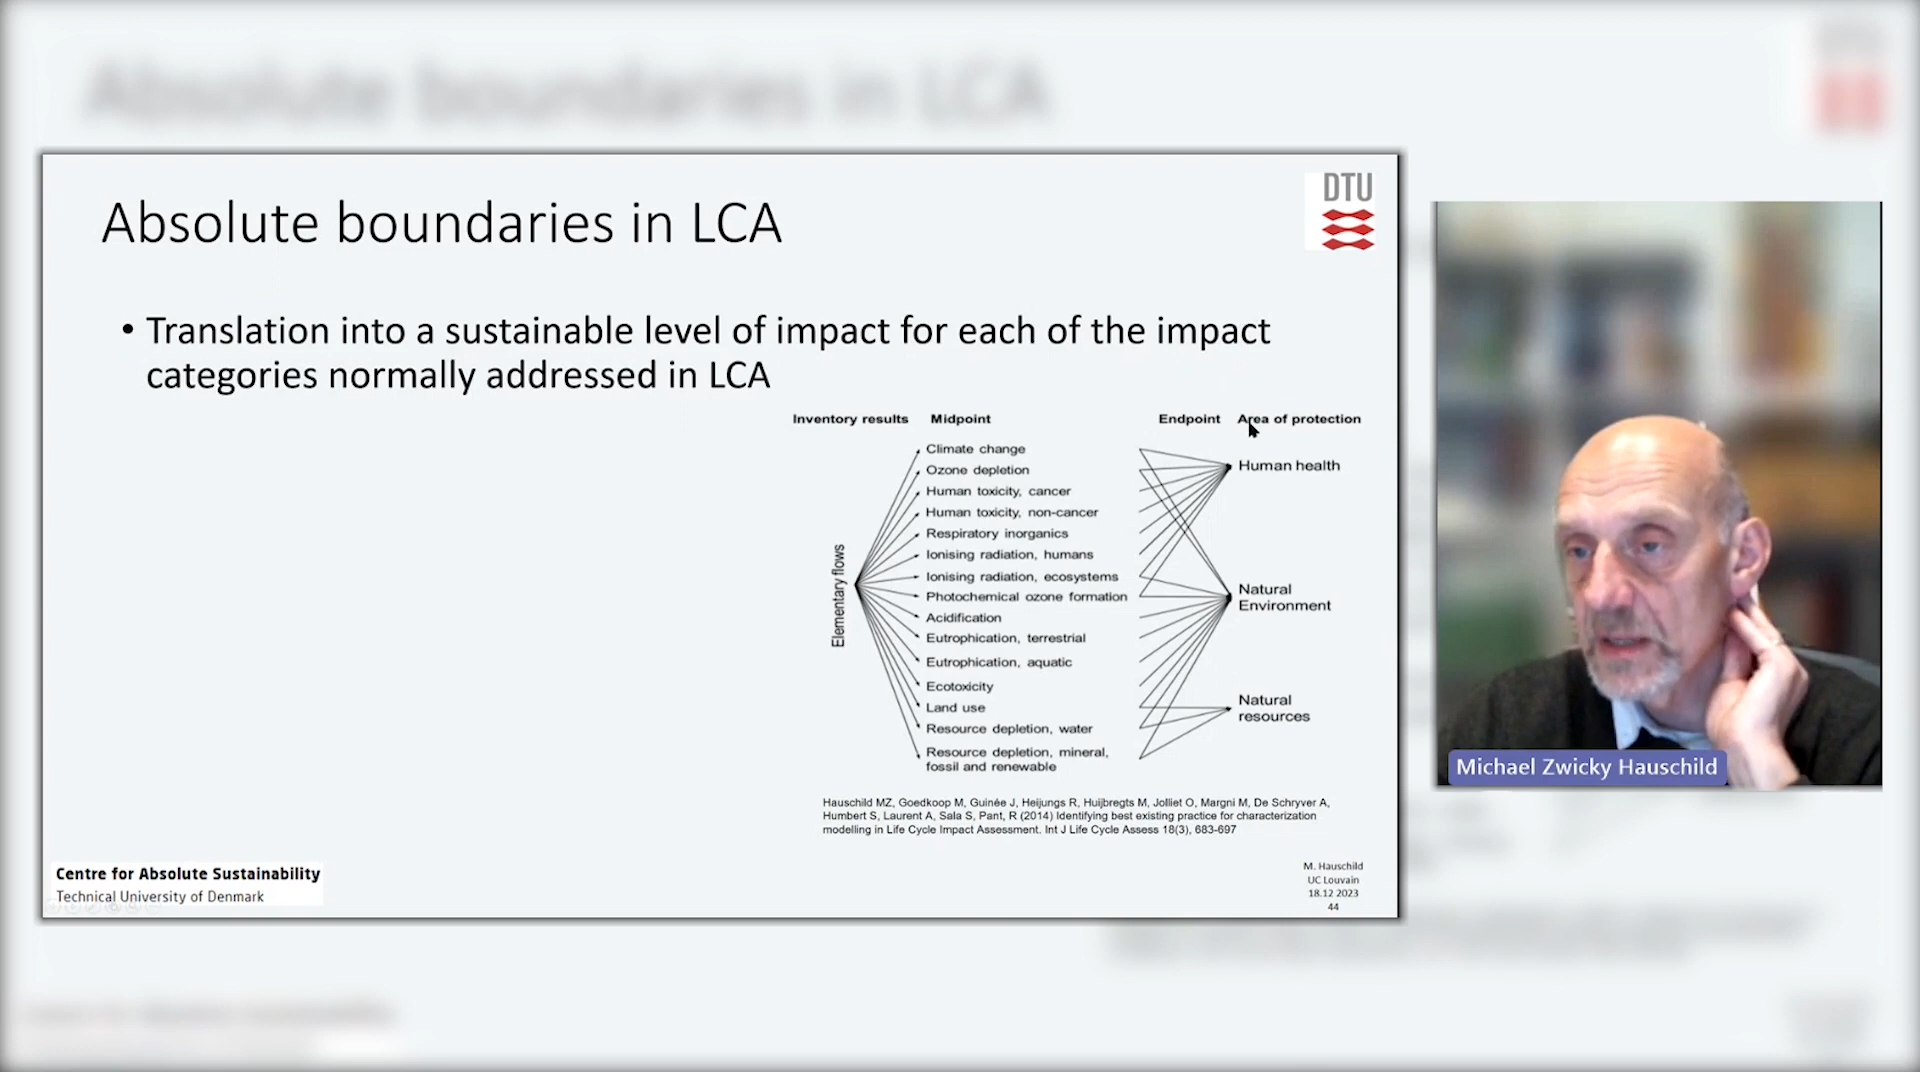 Absolute boundaries in LCA
Absolute boundaries in LCA
DTU
• Translation into a sustainable level of impact for each of the impact
categories normally addressed in LCA
Inventory results Midpoint Endpoint Area of protection
Elementary flows
Climate change
Ozone depletion
Human toxicity, cancer
Human toxicity, non-cancer
Respiratory inorganics
Ionising radiation, humans
Ionising radiation, ecosystems
Photochemical ozone formation
Acidification
Eutrophication, terrestrial
Eutrophication, aquatic
Ecotoxicity
Land use
Resource depletion, water
Resource depletion, mineral,
fossil and renewable
Human health
Natural
Environment
Natural
resources
Hauschild MZ, Goedkoop M, Guinée J, Heijungs R, Huijbregts M, Jolliet O, Margni M, De Schryver A,
Humbert S, Laurent A, Sala S, Pant, R (2014) Identifying best existing practice for characterization
modelling in Life Cycle Impact Assessment. Int J Life Cycle Assess 18(3), 683-697
Centre for Absolute Sustainability
Technical University of Denmark
M. Hauschild
UC Louvain
18.12 2023
44
Michael Zwicky Hauschild